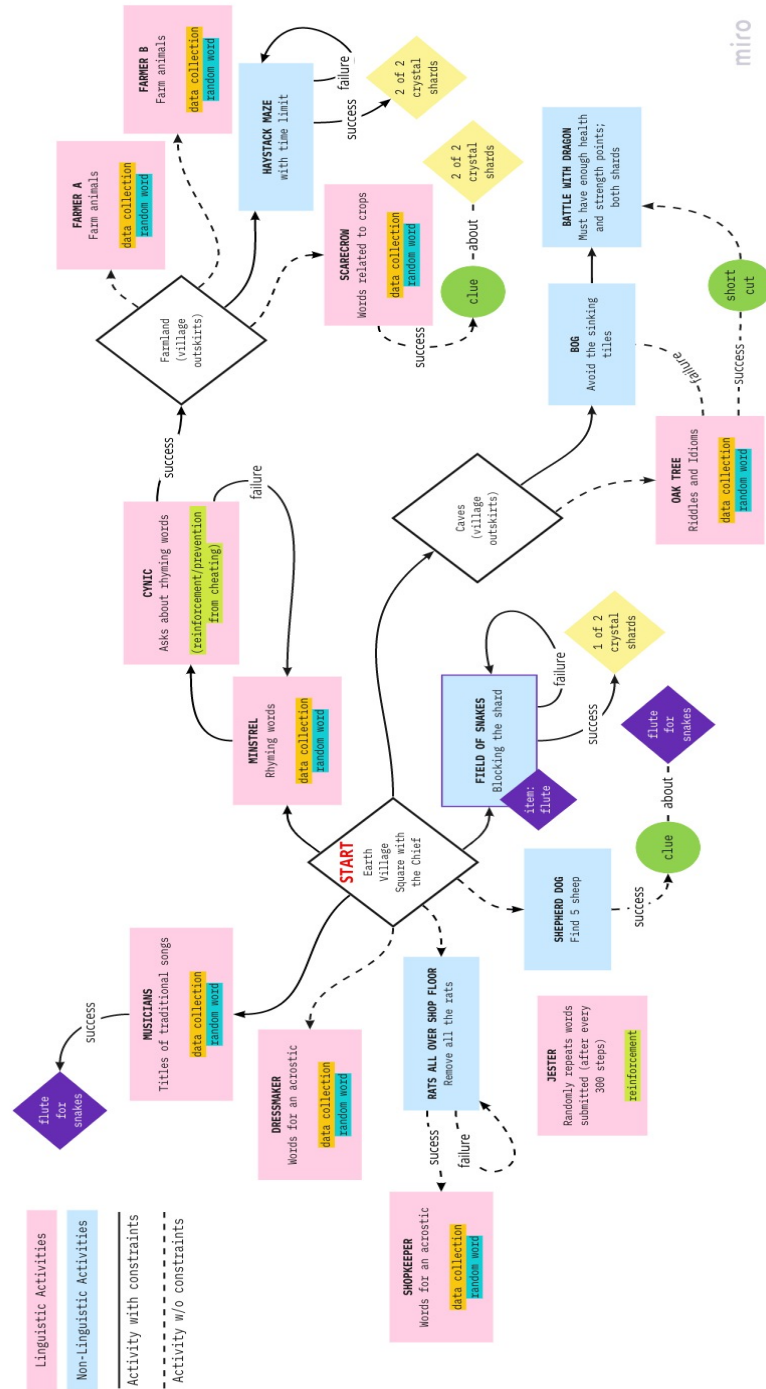 Linguistic Activities
Non-Linguistic Activities
Activity with constraints
Activity w/o constraints
flute
for
snakes
success
MUSICIANS
Titles of traditional songs
data collection
random word
DRESSMAKER
Words for an acrostic
data collection
random word
SHOPKEEPER
Words for an acrostic
data collection
random word
sucess
failure
RATS ALL OVER SHOP FLOOR
Remove all the rats
JESTER
Randomly repeats words
submitted (after every
300 steps)
reinforcement
START
Earth
Village
Square with
the Chief
MINSTREL
Rhyming words
data collection
random word
CYNIC
Asks about rhyming words
(reinforcement/prevention
from cheating)
failure
success
SHEPHERD DOG
Find 5 sheep
success
clue
about
flute
for
snakes
FIELD OF SNAKES
Blocking the shard
item:
flute
failure
success
1 of 2
crystal
shards
Caves
(village
outskirts)
OAK TREE
Riddles and Idioms
data collection
random word
BOG
Avoid the sinking
tiles
failure
success
short
cut
BATTLE WITH DRAGON
Must have enough health
and strength points;
both shards
Farmland
(village
outskirts)
FARMER A
Farm animals
data collection
random word
FARMER B
Farm animals
data collection
random word
HAYSTACK MAZE
with time limit
failure
success
2 of 2
crystal
shards
SCARECROW
Words related to crops
data collection
random word
success
clue
about
2 of 2
crystal
shards
miro